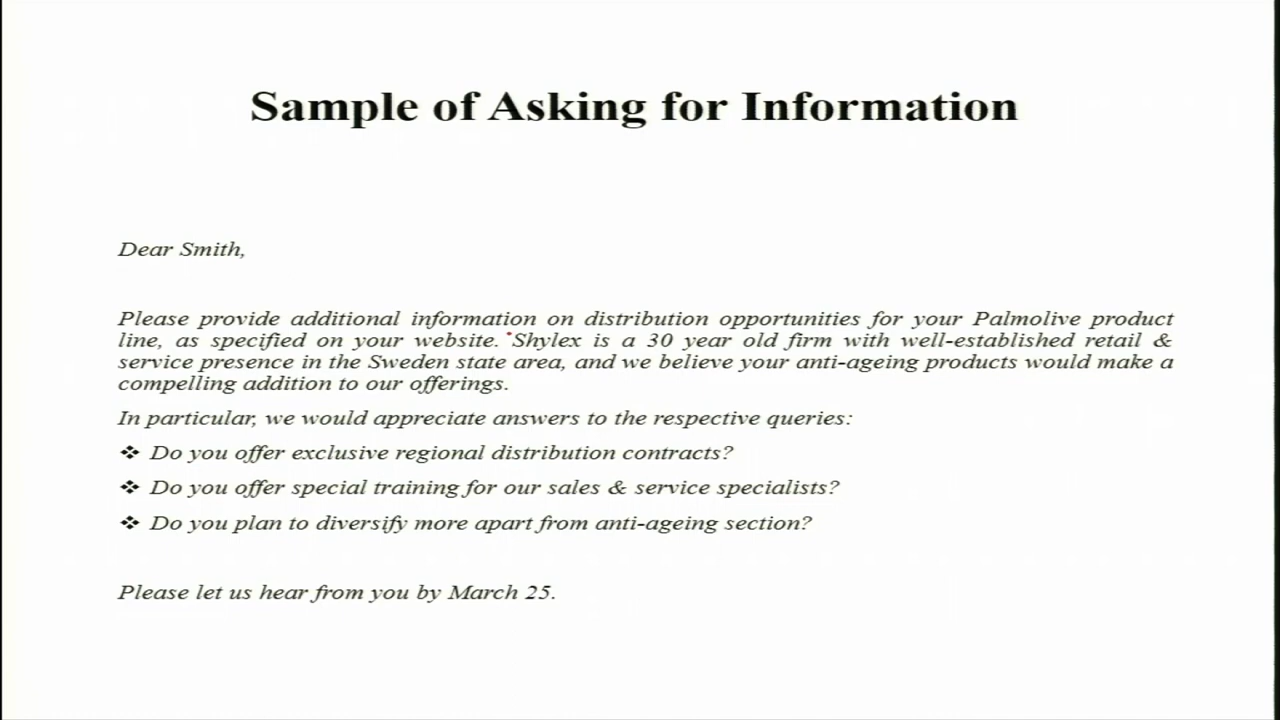 Sample of Asking for Information
Dear Smith,
Please provide additional information on distribution opportunities for your Palmolive product
line, as specified on your website. Shylex is a 30 year old firm with well-established retail &
service presence in the Sweden state area, and we believe your anti-ageing products would make a
compelling addition to our offerings.
In particular, we would appreciate answers to the respective queries:
❖ Do you offer exclusive regional distribution contracts?
❖ Do you offer special training for our sales & service specialists?
❖ Do you plan to diversify more apart from anti-ageing section?
Please let us hear from you by March 25.